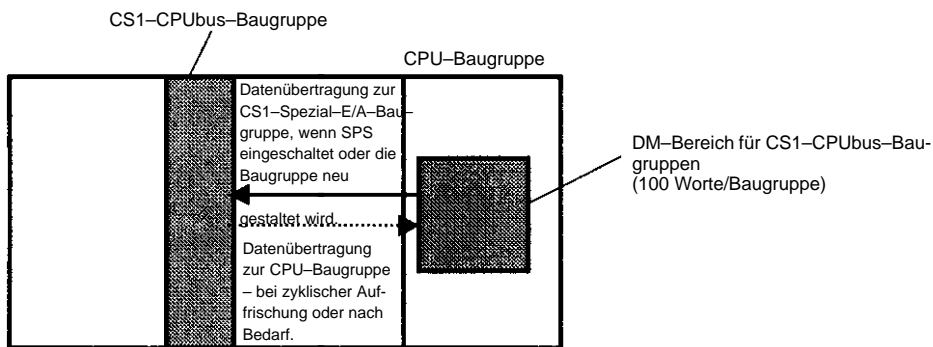 CS1–CPUbus–Baugruppe
CPU–Baugruppe
Datenübertragung zur
CS1–Spezial–E/A–Bau–
gruppe, wenn SPS
eingeschaltet oder die
Baugruppe neu
gestaltet wird.
Datenübertragung
zur CPU–Baugruppe
– bei zyklischer Auf-
frischung oder nach
Bedarf.
DM–Bereich für CS1–CPUbus–Bau-
gruppen
(100 Worte/Baugruppe)